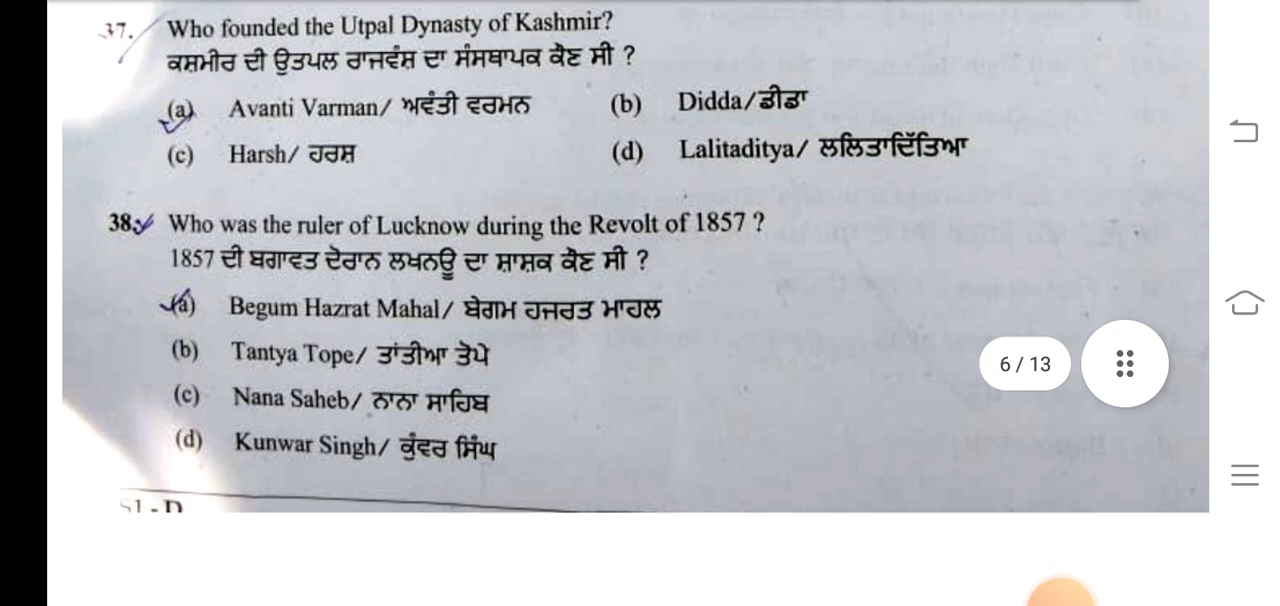 37. Who founded the Utpal Dynasty of Kashmir?
ਕਸ਼ਮੀਰ ਦੀ ਉਤਪਲ ਰਾਜਵੰਸ਼ ਦਾ ਸੰਸਥਾਪਕ ਕੌਣ ਸੀ ?
(a) Avanti Varman/ ਅਵੰਤੀ ਵਰਮਨ (b) Didda/ਡੀਡਾ
(c) Harsh/ ਹਰਸ਼ (d) Lalitaditya/ ਲਲਿਤਾਦਿੱਤਿਆ
38. Who was the ruler of Lucknow during the Revolt of 1857 ?
1857 ਦੀ ਬਗਾਵਤ ਦੌਰਾਨ ਲਖਨਊ ਦਾ ਸ਼ਾਸ਼ਕ ਕੌਣ ਸੀ ?
(a) Begum Hazrat Mahal/ ਬੇਗਮ ਹਜਰਤ ਮਾਹਲ
(b) Tantya Tope/ ਤਾਂਤੀਆ ਤੋਪੇ
(c) Nana Saheb/ ਨਾਨਾ ਸਾਹਿਬ
(d) Kunwar Singh/ ਕੁੰਵਰ ਸਿੰਘ
6 / 13
S1 - D